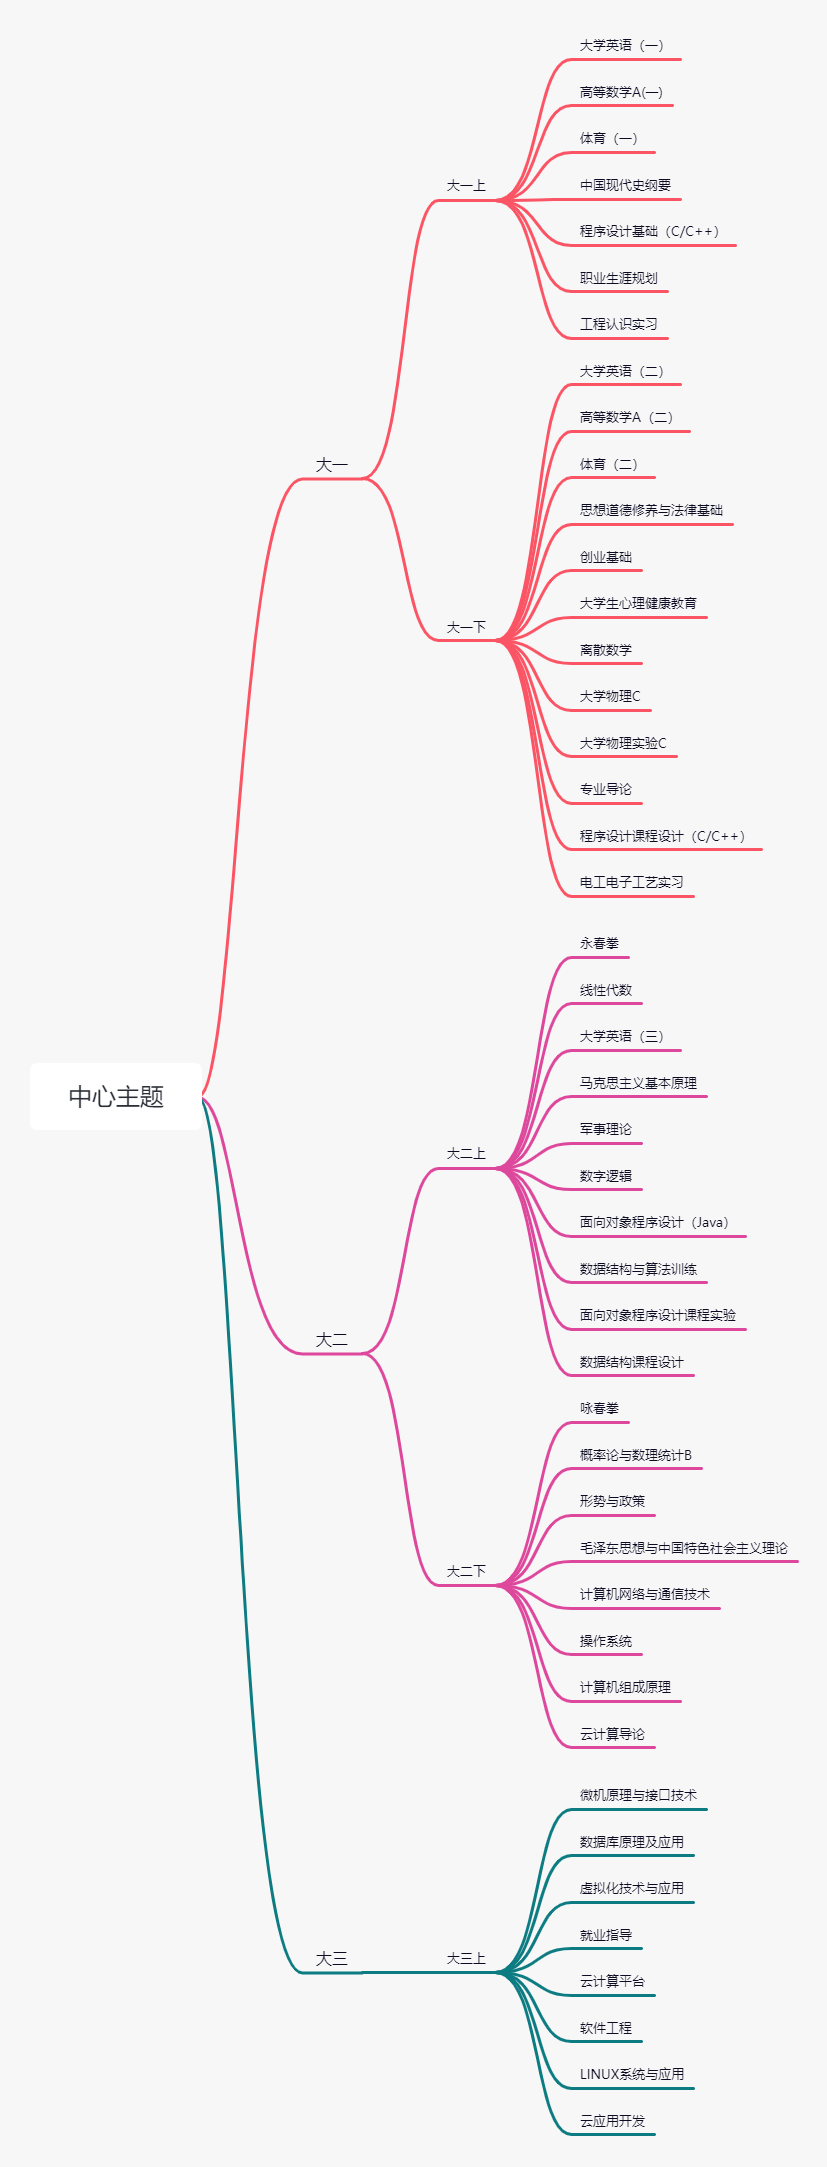 中心主题
大一
大一上
大学英语（一）
高等数学A(一)
体育（一）
中国现代史纲要
程序设计基础（C/C++）
职业生涯规划
工程认识实习
大一下
大学英语（二）
高等数学A（二）
体育（二）
思想道德修养与法律基础
创业基础
大学生心理健康教育
离散数学
大学物理C
大学物理实验C
专业导论
程序设计课程设计（C/C++）
电工电子工艺实习
大二
大二上
永春拳
线性代数
大学英语（三）
马克思主义基本原理
军事理论
数字逻辑
面向对象程序设计（Java）
数据结构与算法训练
面向对象程序设计课程实验
数据结构课程设计
大二下
咏春拳
概率论与数理统计B
形势与政策
毛泽东思想与中国特色社会主义理论
计算机网络与通信技术
操作系统
计算机组成原理
云计算导论
大三
大三上
微机原理与接口技术
数据库原理及应用
虚拟化技术与应用
就业指导
云计算平台
软件工程
LINUX系统与应用
云应用开发